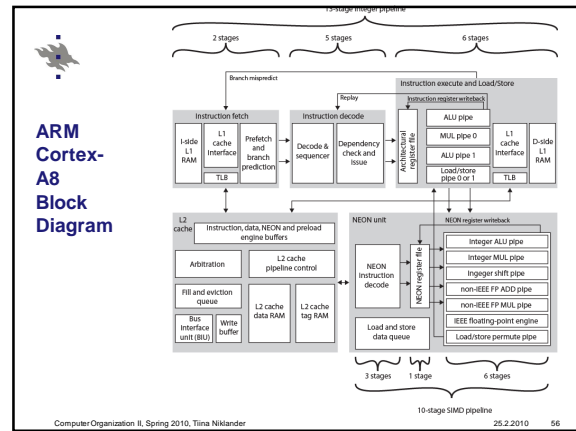 13-stage integer pipeline
2 stages
5 stages
6 stages
ARM
Cortex-
A8
Block
Diagram
Branch mispredict
Replay
Instruction execute and Load/Store
Instruction register writeback
Instruction fetch
I-side
L1
RAM
L1
cache
Interface
TLB
Prefetch
and
branch
prediction
Instruction decode
Decode &
sequencer
Dependency
check and
Issue
Architectural
register file
ALU pipe
MUL pipe 0
ALU pipe 1
Load/store
pipe 0 or 1
L1
cache
Interface
TLB
D-side
L1
RAM
L2
cache
Instruction, data, NEON and preload
engine buffers
Arbitration
L2 cache
pipeline control
Fill and eviction
queue
L2 cache
data RAM
L2 cache
tag RAM
Bus
Interface
unit (BIU)
Write
buffer
NEON unit
NEON register writeback
NEON
Instruction
decode
NEON register file
Integer ALU pipe
Integer MUL pipe
Ingeger shift pipe
non-IEEE FP ADD pipe
non-IEEE FP MUL pipe
IEEE floating-point engine
Load/store permute pipe
Load and store
data queue
3 stages
1 stage
6 stages
10-stage SIMD pipeline
Computer Organization II, Spring 2010, Tiina Niklander
25.2.2010
56